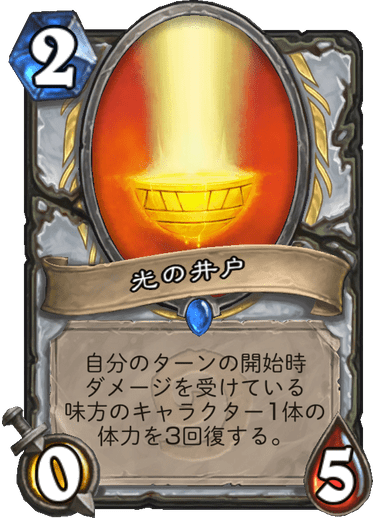 2
光の井戸
自分のターンの開始時
ダメージを受けている
味方のキャラクター1体の
体力を3回復する。
0
5